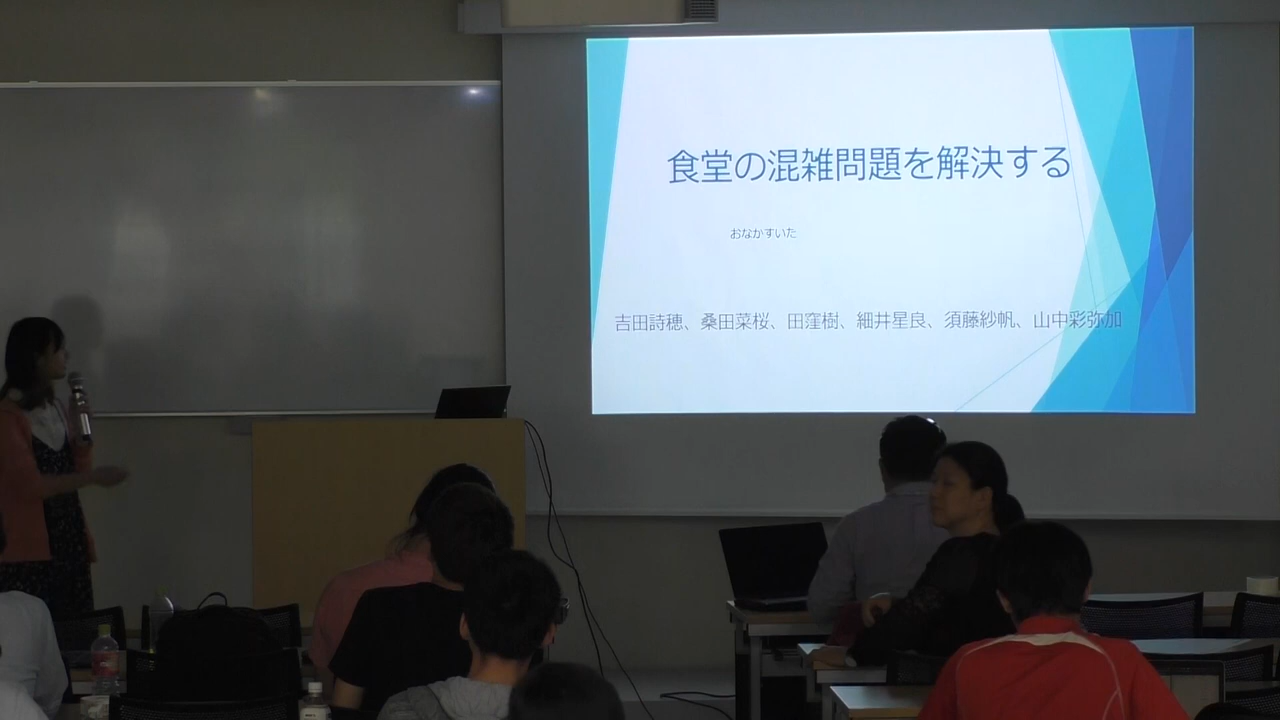 食堂の混雑問題を解決する
おなかすいた
吉田詩穂、桑田菜桜、田窪樹、細井星良、須藤紗帆、山中彩弥加